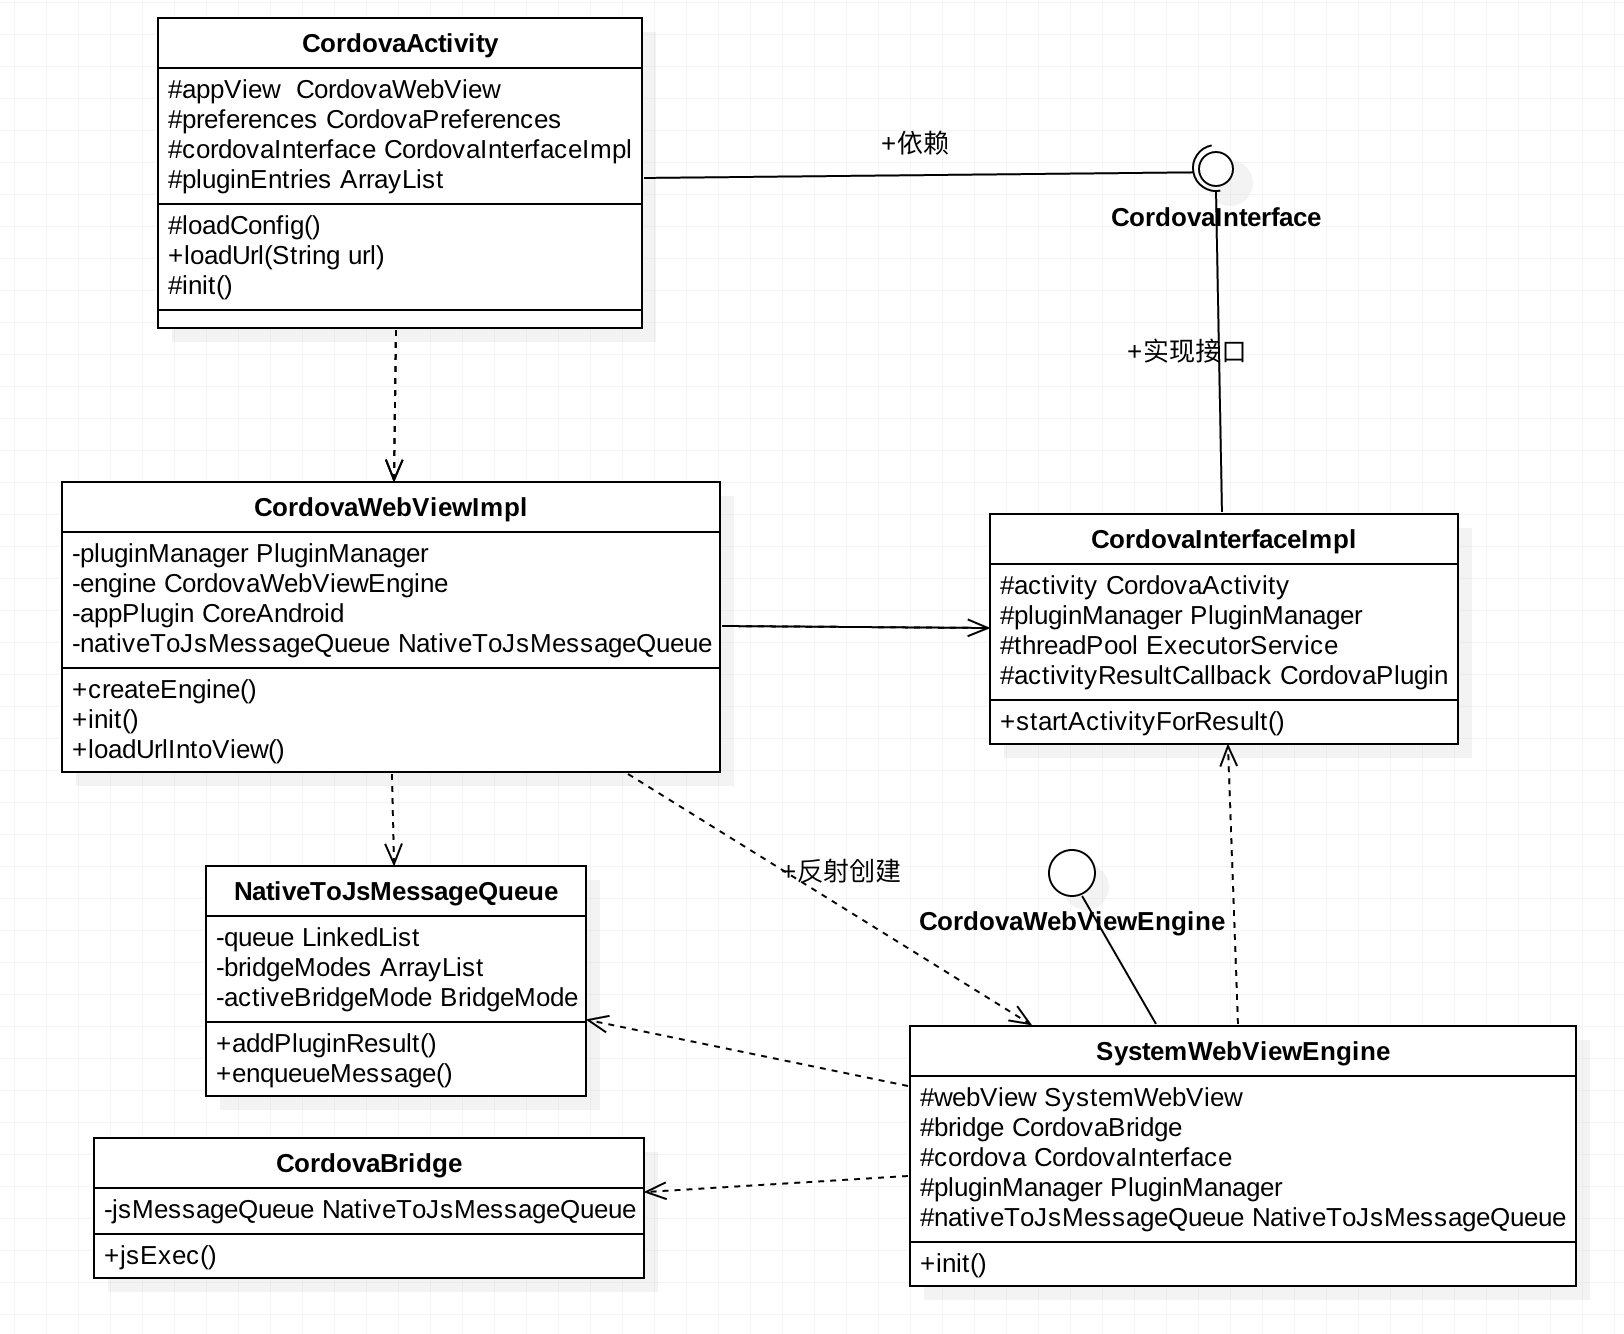 CordovaActivity
#appView  CordovaWebView
#preferences CordovaPreferences
#cordovaInterface CordovaInterfaceImpl
#pluginEntries ArrayList
#loadConfig()
+loadUrl(String url)
#init()
+依赖
CordovaInterface
+实现接口
CordovaWebViewImpl
-pluginManager PluginManager
-engine CordovaWebViewEngine
-appPlugin CoreAndroid
-nativeToJsMessageQueue NativeToJsMessageQueue
+createEngine()
+init()
+loadUrlIntoView()
CordovaInterfaceImpl
#activity CordovaActivity
#pluginManager PluginManager
#threadPool ExecutorService
#activityResultCallback CordovaPlugin
+startActivityForResult()
+反射创建
CordovaWebViewEngine
NativeToJsMessageQueue
-queue LinkedList
-bridgeModes ArrayList
-activeBridgeMode BridgeMode
+addPluginResult()
+enqueueMessage()
SystemWebViewEngine
#webView SystemWebView
#bridge CordovaBridge
#cordova CordovaInterface
#pluginManager PluginManager
#nativeToJsMessageQueue NativeToJsMessageQueue
+init()
CordovaBridge
-jsMessageQueue NativeToJsMessageQueue
+jsExec()